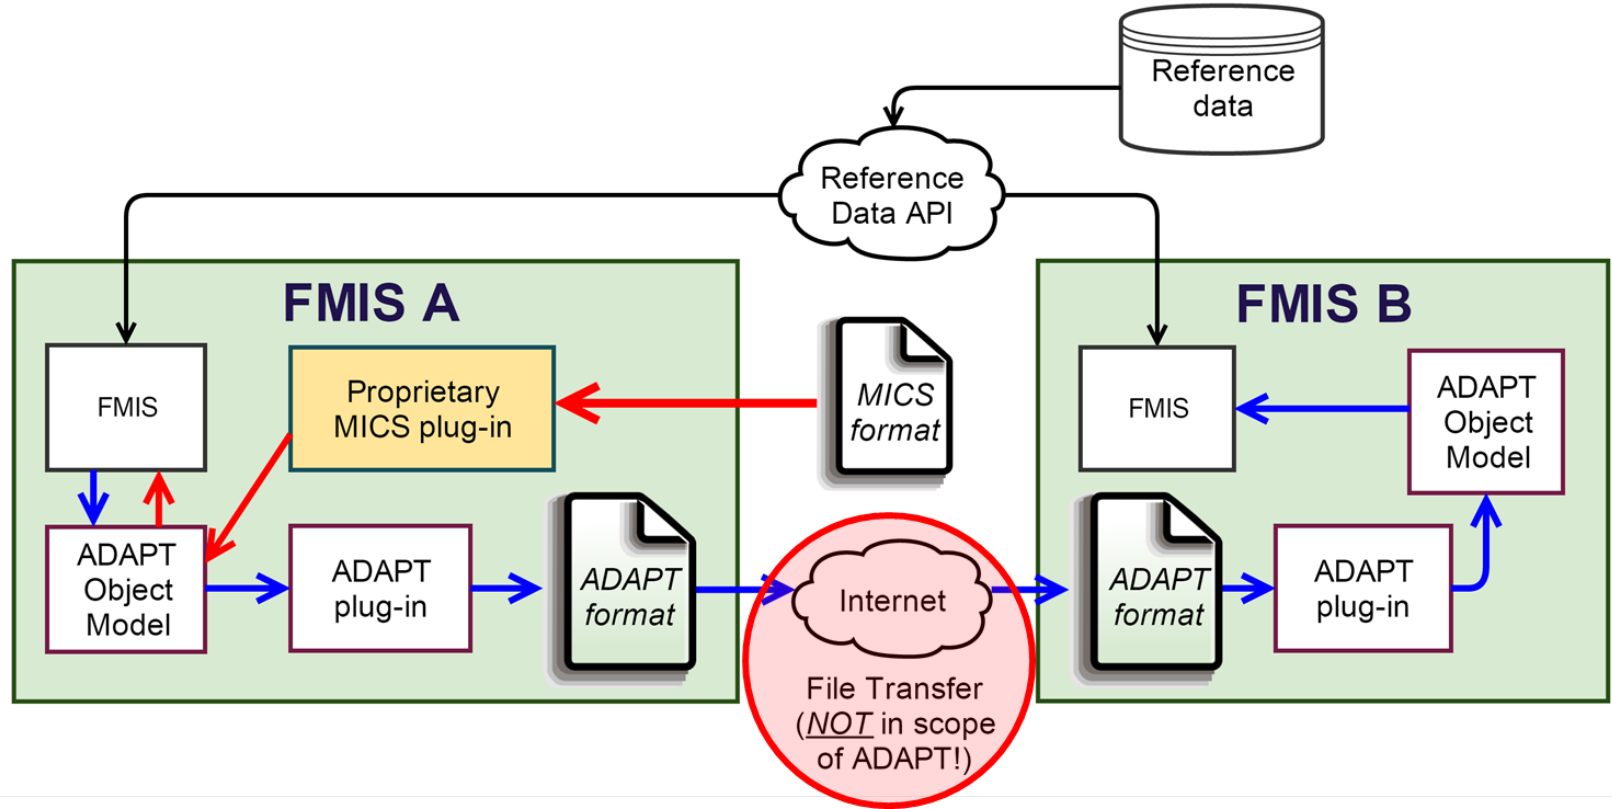 Reference
data
Reference
Data API
FMIS A
FMIS
Proprietary
MICS plug-in
MICS
format
ADAPT
Object
Model
ADAPT
plug-in
ADAPT
format
Internet
File Transfer
(NOT in scope
of ADAPT!)
FMIS B
FMIS
ADAPT
Object
Model
ADAPT
format
ADAPT
plug-in